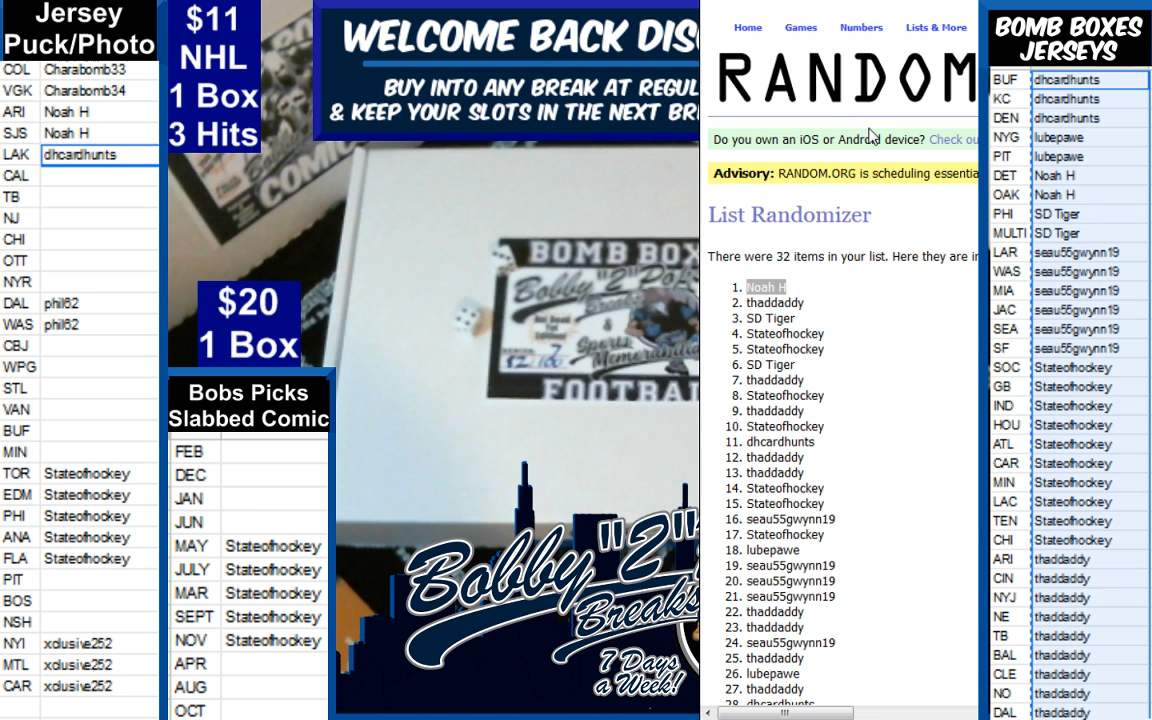 Jersey
Puck/Photo
COL Charabomb33
VGK Charabomb34
ARI Noah H
SJS Noah H
LAK dhcardhunts
CAL
TB
NJ
CHI
OTT
NYR
DAL phil62
WAS phil62
CBJ
WPG
STL
VAN
BUF
MIN
TOR Stateofhockey
EDM Stateofhockey
PHI Stateofhockey
ANA Stateofhockey
FLA Stateofhockey
PIT
BOS
NSH
NYI xclusive252
MTL xclusive252
CAR xclusive252
$11
NHL
1 Box
3 Hits
$20
1 Box
Bobs Picks
Slabbed Comic
FEB
DEC
JAN
JUN
MAY Stateofhockey
JULY Stateofhockey
MAR Stateofhockey
SEPT Stateofhockey
NOV Stateofhockey
APR
AUG
OCT
WELCOME BACK DIS
BUY INTO ANY BREAK AT REGUL
& KEEP YOUR SLOTS IN THE NEXT BR
COMIC
BOMB BOX
Bobby "2"
&
Sports
Memorabilia
FOOTBAL
Bobby "2"
Breaks
7 Days
a Week!
Home Games Numbers Lists & More
RANDOM
Do you own an iOS or Android device? Check ou
Advisory: RANDOM.ORG is scheduling essentia
List Randomizer
There were 32 items in your list. Here they are in
1. Noah H
2. thaddaddy
3. SD Tiger
4. Stateofhockey
5. Stateofhockey
6. SD Tiger
7. thaddaddy
8. Stateofhockey
9. thaddaddy
10. Stateofhockey
11. dhcardhunts
12. thaddaddy
13. thaddaddy
14. Stateofhockey
15. Stateofhockey
16. seau55gwynn19
17. Stateofhockey
18. lubepawe
19. seau55gwynn19
20. seau55gwynn19
21. seau55gwynn19
22. thaddaddy
23. thaddaddy
24. seau55gwynn19
25. thaddaddy
26. lubepawe
27. thaddaddy
28. dhcardhunts
BOMB BOXES
JERSEYS
BUF dhcardhunts
KC dhcardhunts
DEN dhcardhunts
NYG lubepawe
PIT lubepawe
DET Noah H
OAK Noah H
PHI SD Tiger
MULTI SD Tiger
LAR seau55gwynn19
WAS seau55gwynn19
MIA seau55gwynn19
JAC seau55gwynn19
SEA seau55gwynn19
SF seau55gwynn19
SOC Stateofhockey
GB Stateofhockey
IND Stateofhockey
HOU Stateofhockey
ATL Stateofhockey
CAR Stateofhockey
MIN Stateofhockey
LAC Stateofhockey
TEN Stateofhockey
CHI Stateofhockey
ARI thaddaddy
CIN thaddaddy
NYJ thaddaddy
NE thaddaddy
TB thaddaddy
BAL thaddaddy
CLE thaddaddy
NO thaddaddy
DAL thaddaddy